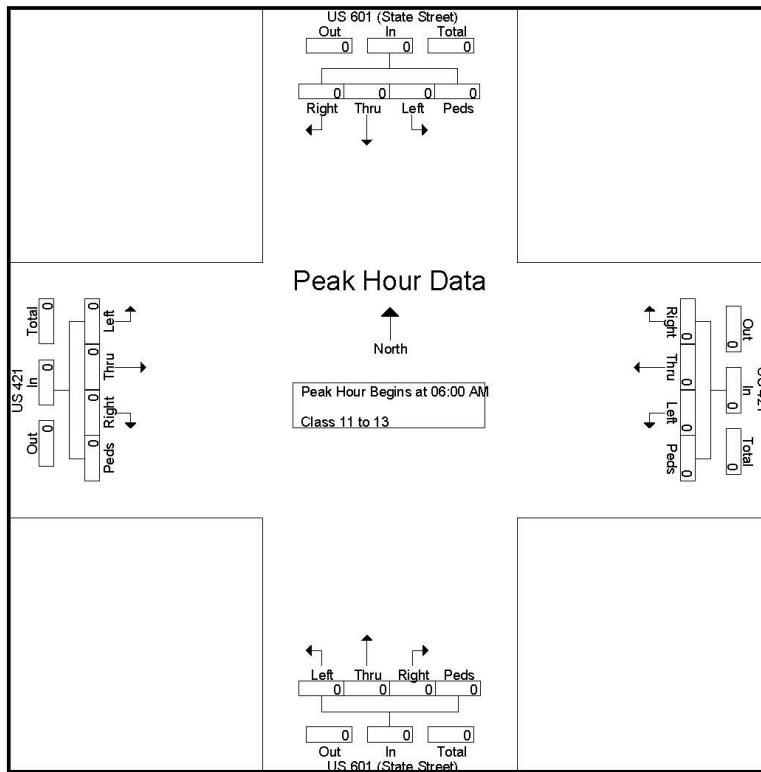 US 601 (State Street)
Out In Total
0 0 0
0 0 0 0
Right Thru Left Peds
Peak Hour Data
North
Peak Hour Begins at 06:00 AM
Class 11 to 13
US 421
Total In Out
0 0 0
0 0 0 0
Left Thru Right Peds
Right Thru Left Peds
0 0 0 0
0 0 0
Out In Total
Left Thru Right Peds
0 0 0 0
0 0 0
Out In Total
US 601 (State Street)